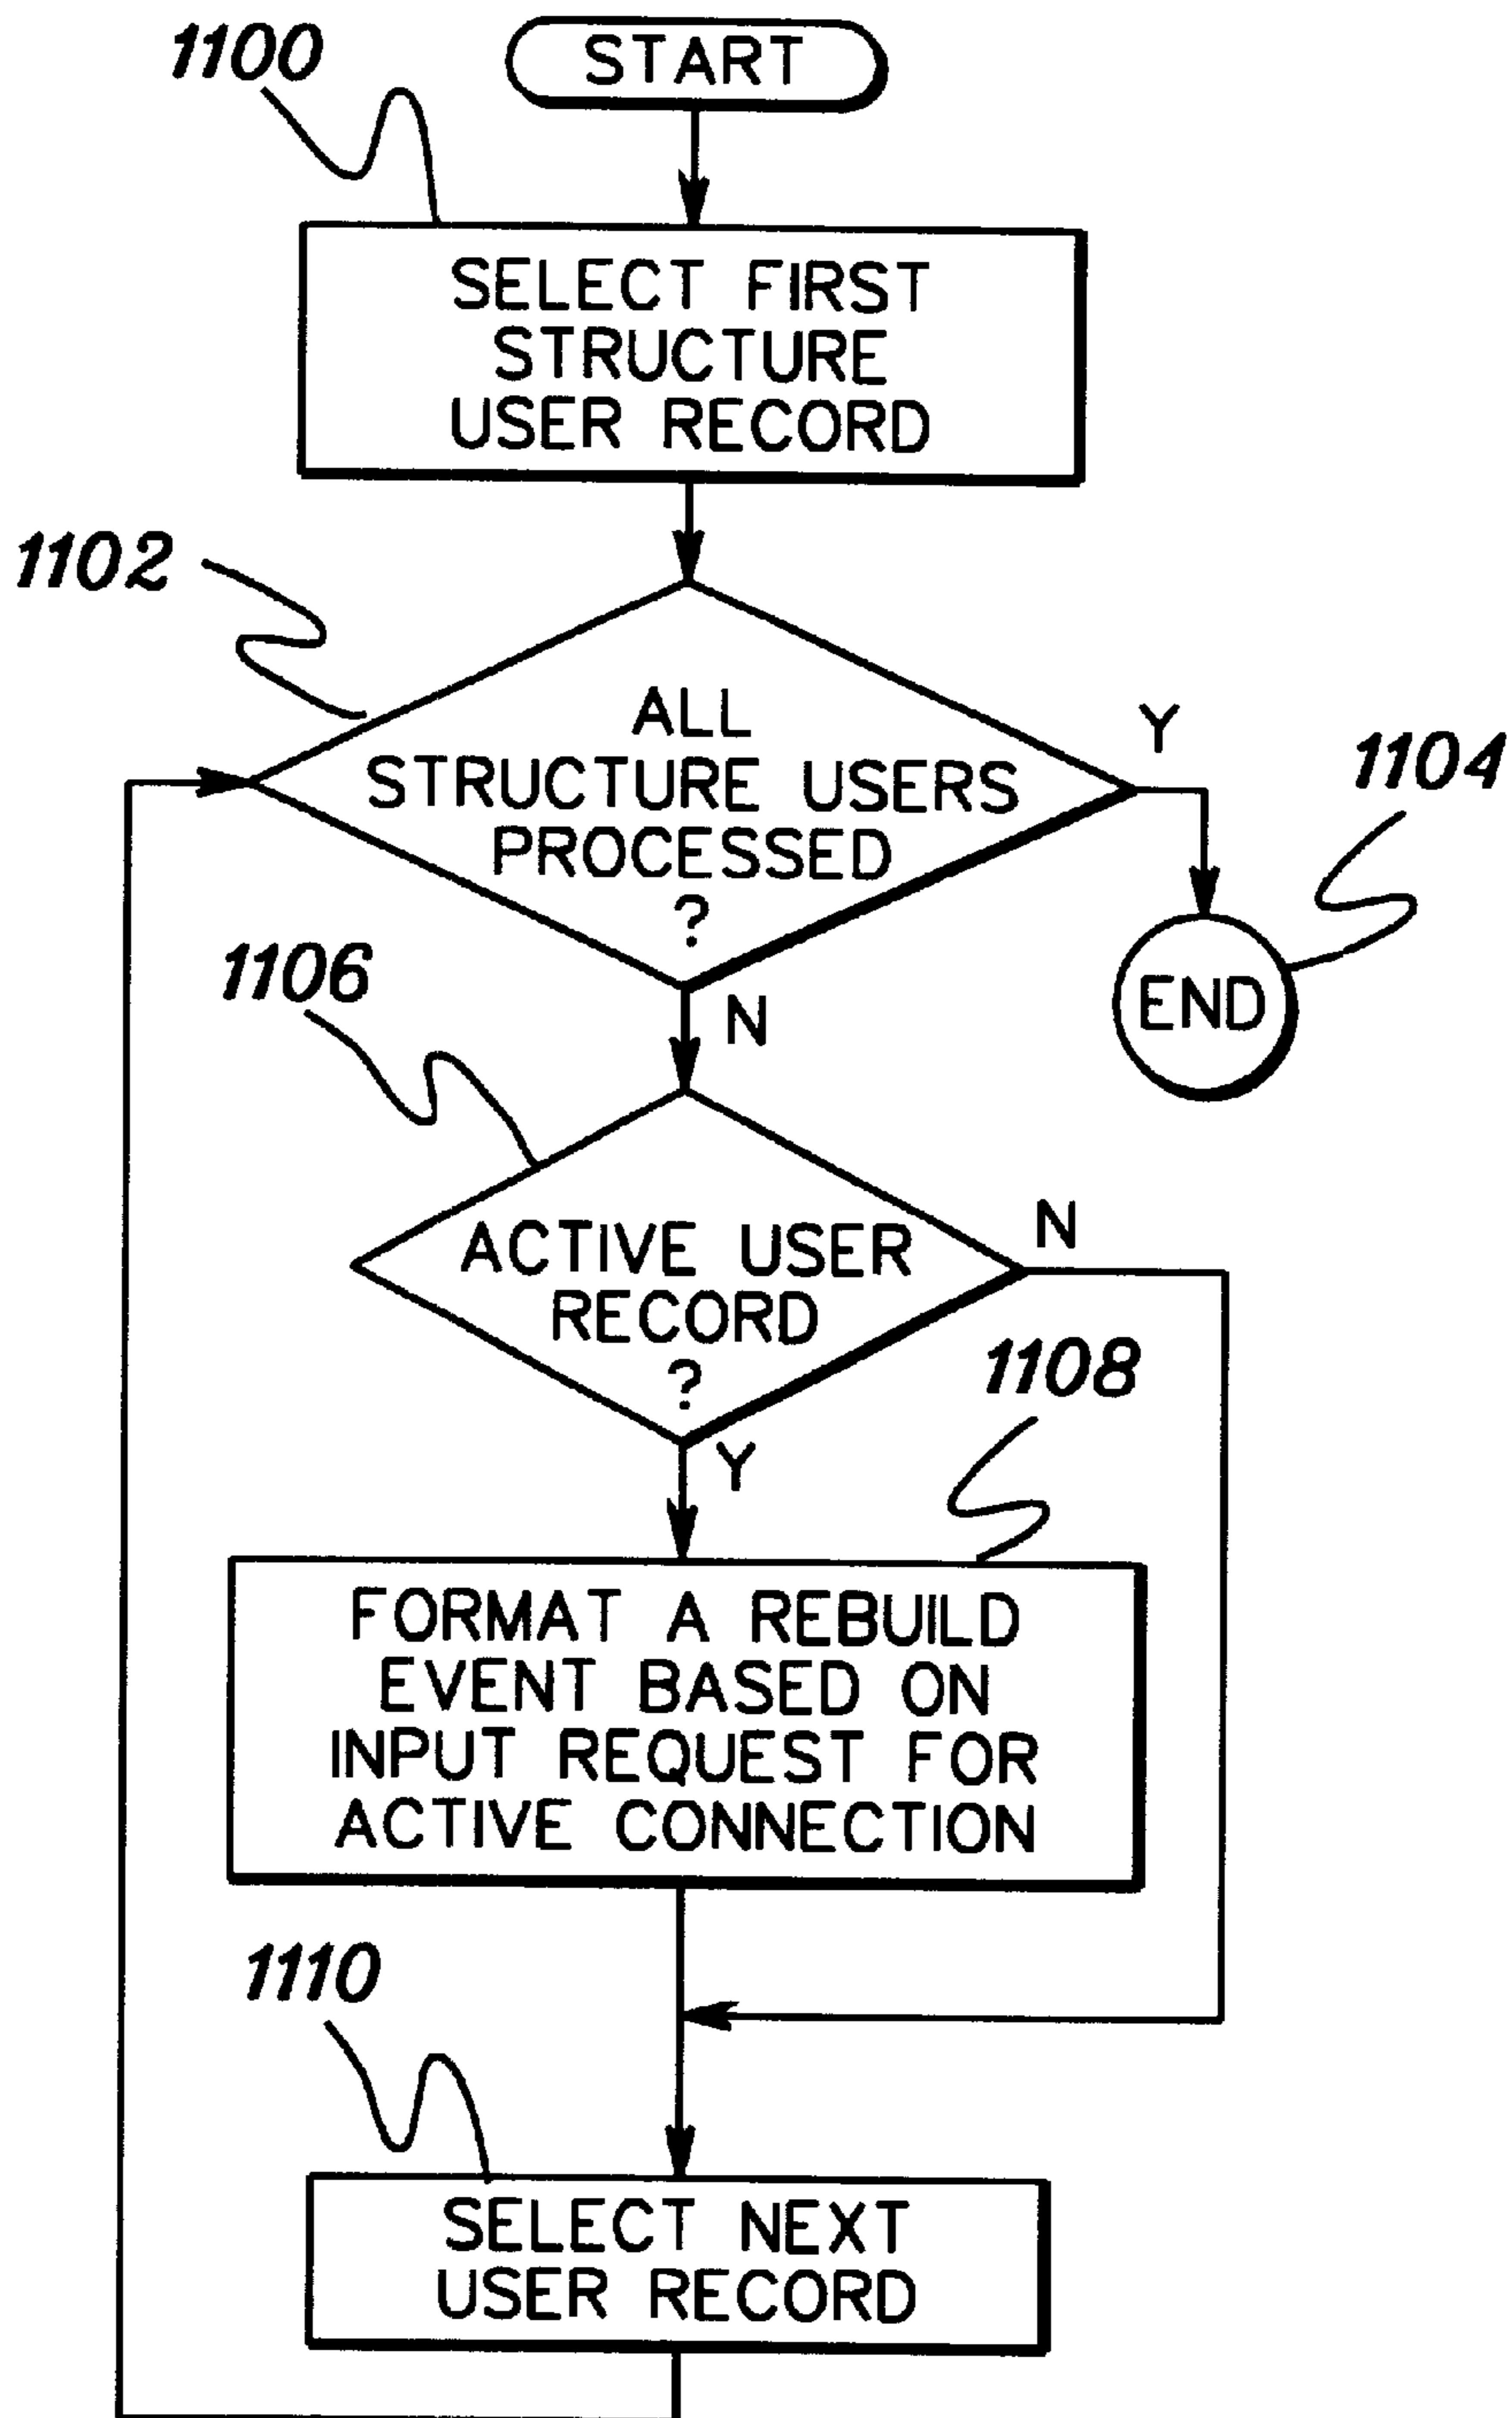 1100
START
SELECT FIRST
STRUCTURE
USER RECORD
1102
ALL
STRUCTURE USERS
PROCESSED
?
Y
1104
END
N
1106
ACTIVE USER
RECORD
?
N
Y
1108
FORMAT A REBUILD
EVENT BASED ON
INPUT REQUEST FOR
ACTIVE CONNECTION
1110
SELECT NEXT
USER RECORD